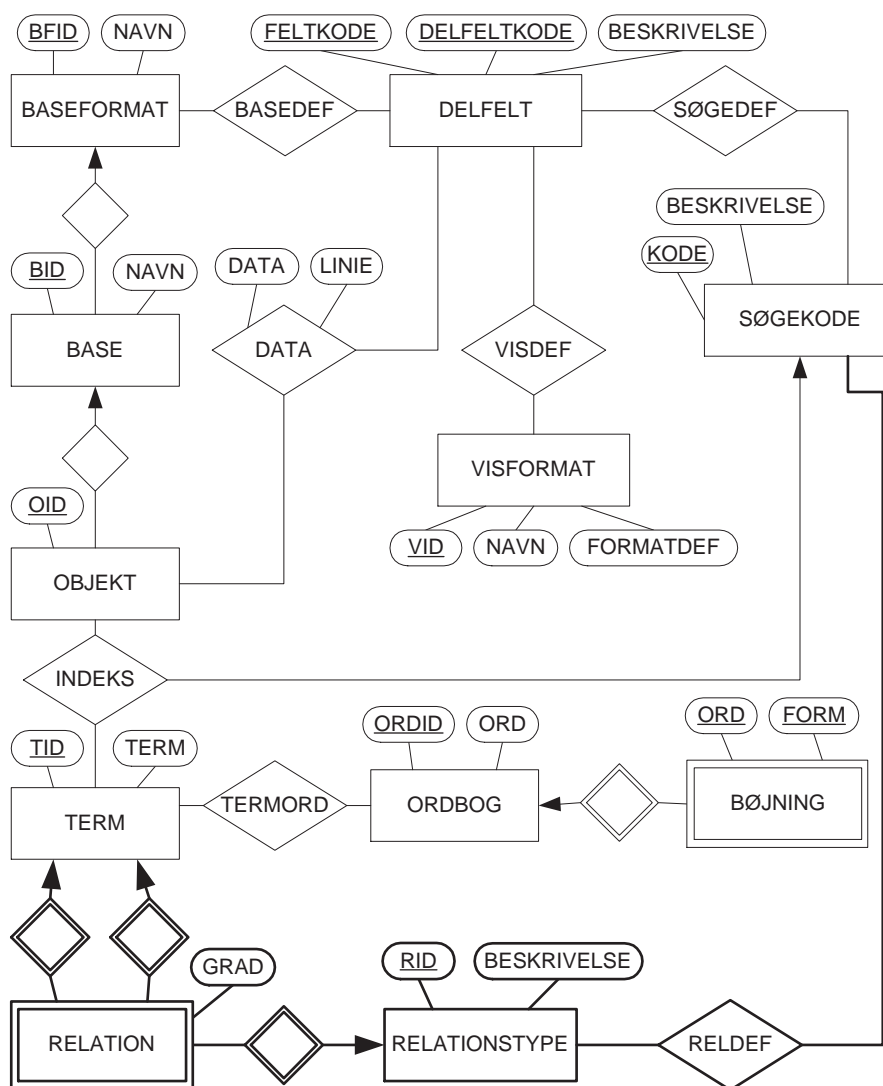 BFID NAVN FELTKODE DELFELTKODE BESKRIVELSE
BASEFORMAT BASEDEF DELFELT SØGEDEF
BESKRIVELSE
KODE
BID NAVN DATA LINIE
SØGEKODE
BASE DATA VISDEF
VISFORMAT
OID
VID NAVN FORMATDEF
OBJEKT
INDEKS
TID TERM ORDID ORD ORD FORM
TERM TERMORD ORDBOG BØJNING
GRAD RID BESKRIVELSE
RELATION RELATIONSTYPE RELDEF